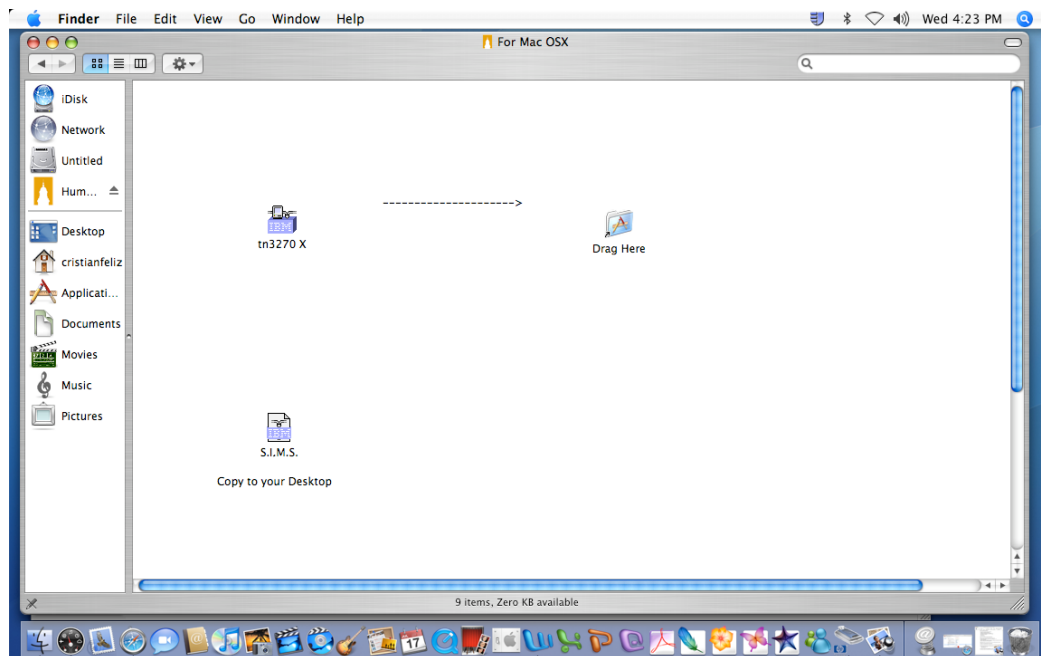 Finder File Edit View Go Window Help Wed 4:23 PM
For Mac OSX
iDisk
Network
Untitled
Hum...
Desktop
cristianfeliz
Applicati...
Documents
Movies
Music
Pictures
--------------------->
IBM
tn3270 X
Drag Here
IBM
S.I.M.S.
Copy to your Desktop
9 items, Zero KB available
17